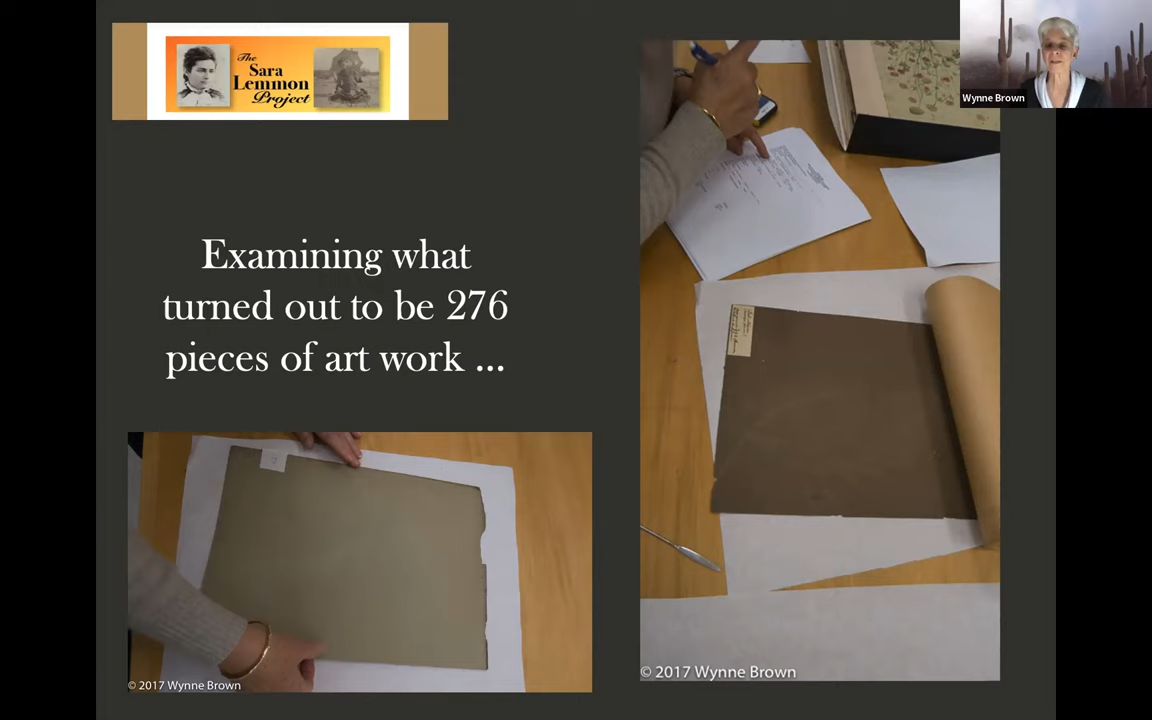 The
Sara
Lemmon
Project
Wynne Brown
Examining what
turned out to be 276
pieces of art work ...
© 2017 Wynne Brown
© 2017 Wynne Brown